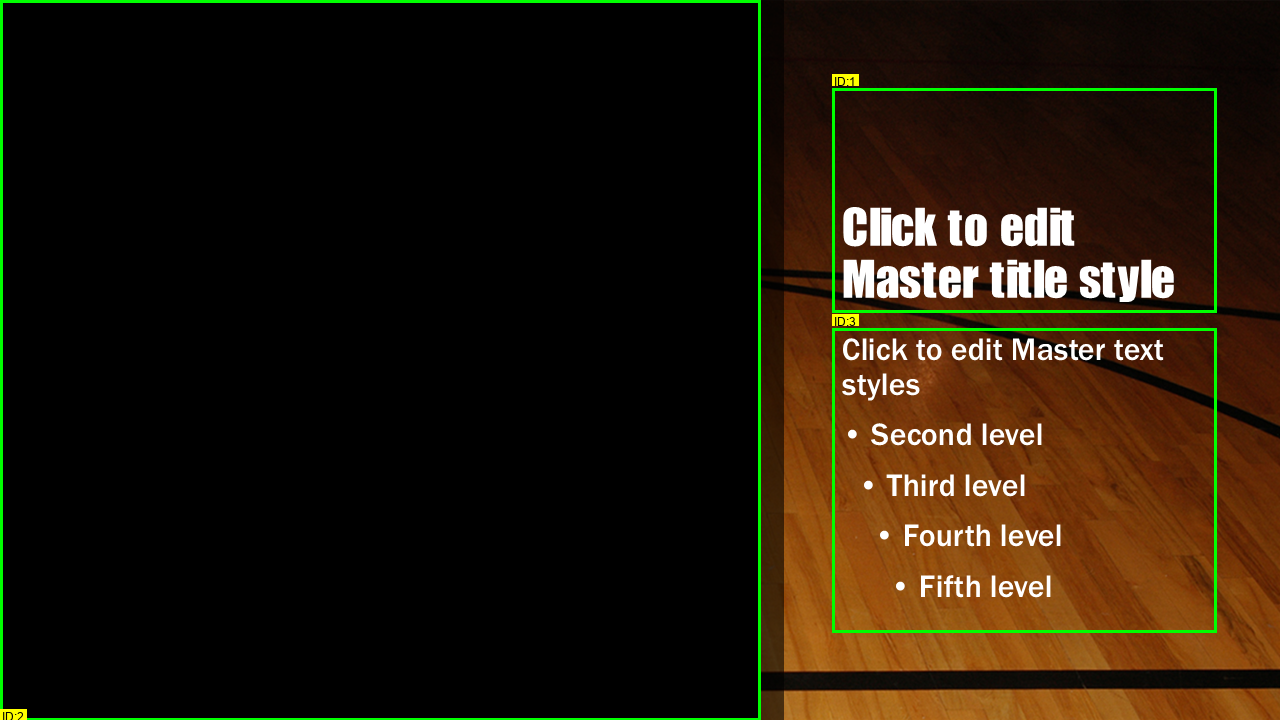 ID:1
Click to edit
Master title style
ID:3
Click to edit Master text
styles
• Second level
• Third level
• Fourth level
• Fifth level
ID:2